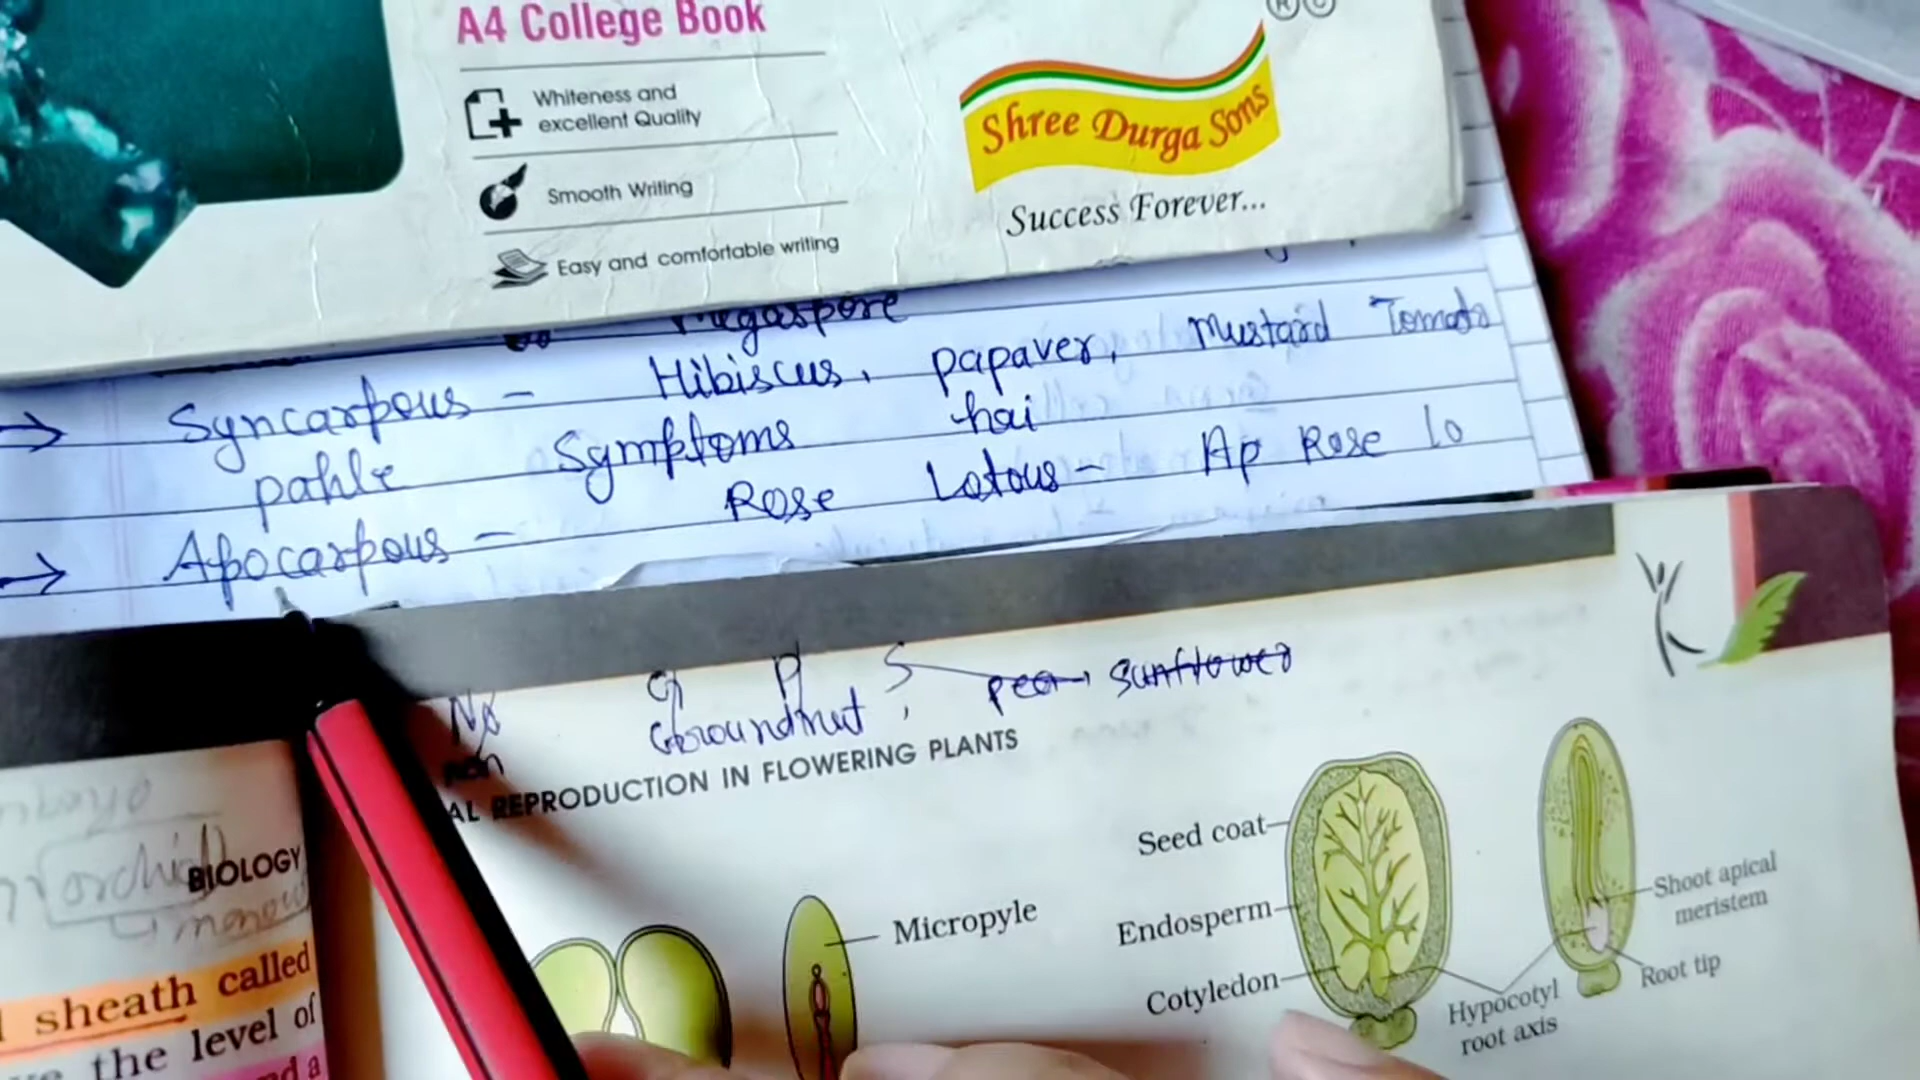 A4 College Book
Whiteness and
excellent Quality
Smooth Writing
Easy and comfortable writing
Shree Durga Sons
Success Forever...
Megaspore
→ Syncarpous - Hibiscus, papaver, Mustard Tomato
pahle Symptoms hai
→ Apocarpous - Rose Lotous - Ap Rose lo
G P S
Groundnut, pea, sunflower
AL REPRODUCTION IN FLOWERING PLANTS
BIOLOGY
sheath called
the level of
nd a
Micropyle
Seed coat
Endosperm
Cotyledon
Hypocotyl
root axis
Shoot apical
meristem
Root tip